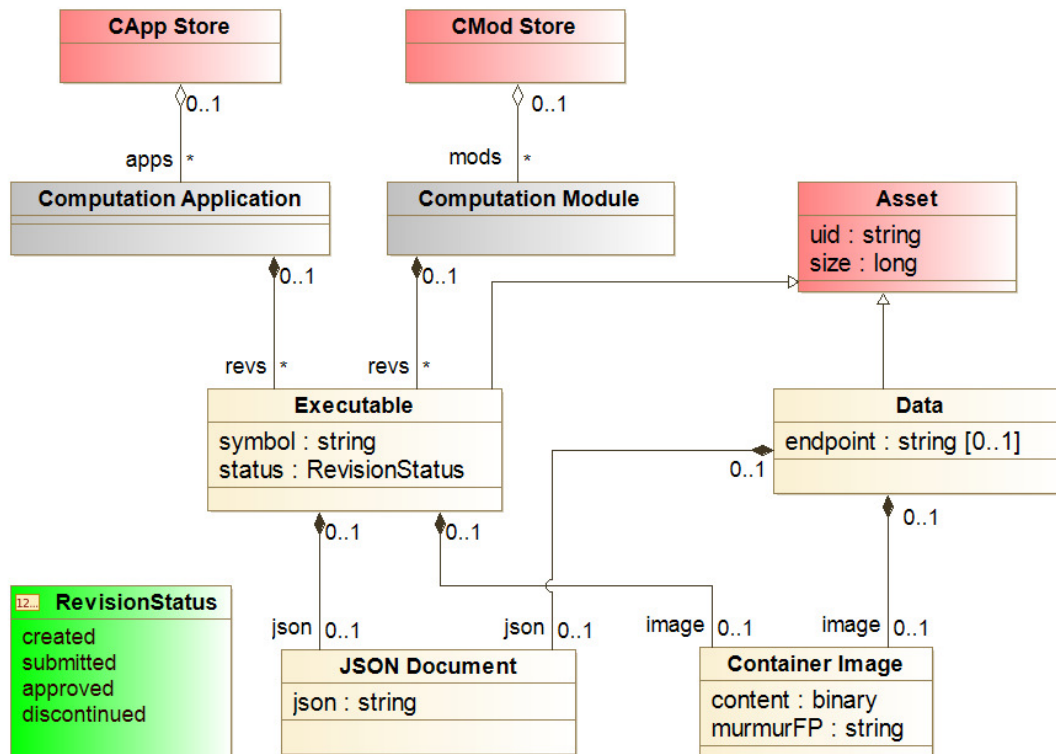 CApp Store
CMod Store
0..1
0..1
apps *
mods *
Computation Application
Computation Module
Asset
uid : string
size : long
0..1
0..1
revs *
revs *
Executable
symbol : string
status : RevisionStatus
Data
endpoint : string [0..1]
0..1
0..1
0..1
0..1
12... RevisionStatus
created
submitted
approved
discontinued
json 0..1
json 0..1
image 0..1
image 0..1
JSON Document
json : string
Container Image
content : binary
murmurFP : string